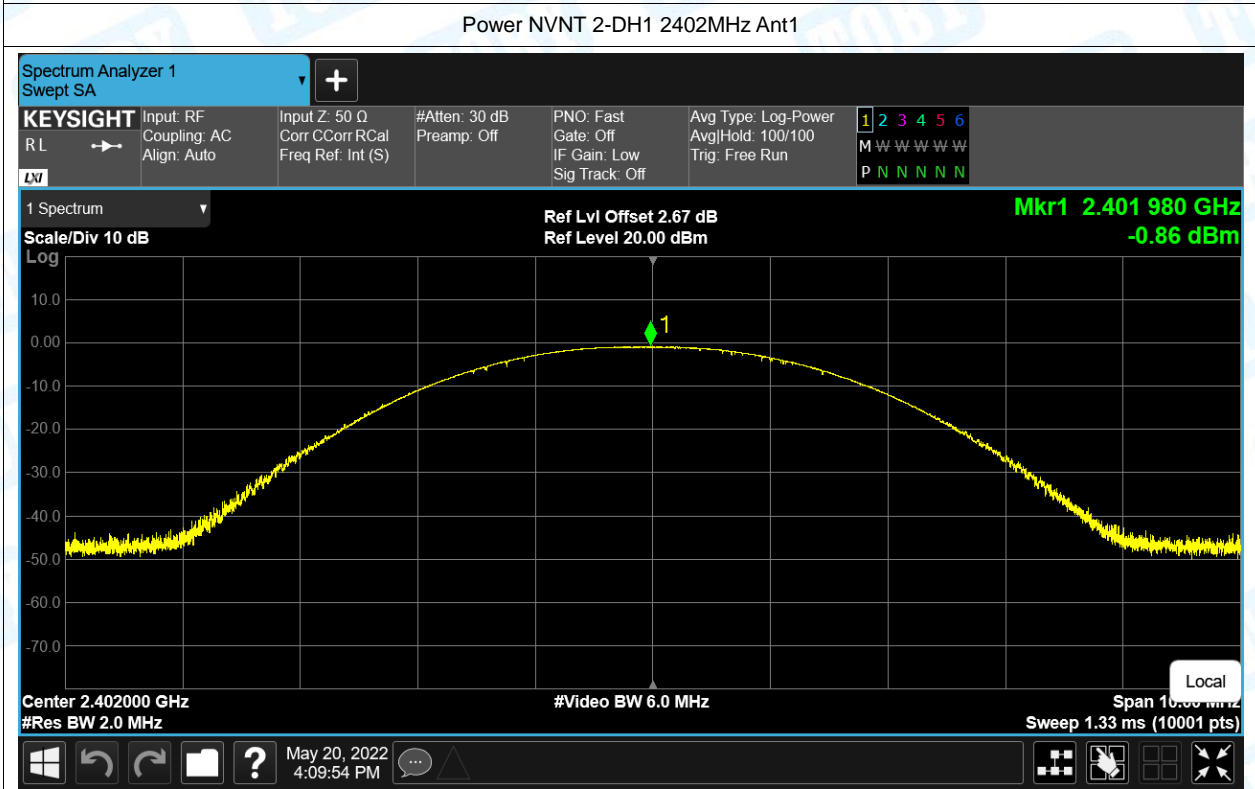 Power NVNT 2-DH1 2402MHz Ant1
Spectrum Analyzer 1
Swept SA
KEYSIGHT
R L
LXI
Input: RF
Coupling: AC
Align: Auto
Input Z: 50 Ω
Corr CCorr RCal
Freq Ref: Int (S)
#Atten: 30 dB
Preamp: Off
PNO: Fast
Gate: Off
IF Gain: Low
Sig Track: Off
Avg Type: Log-Power
Avg|Hold: 100/100
Trig: Free Run
1 2 3 4 5 6
M W W W W W
P N N N N N
1 Spectrum
Scale/Div 10 dB
Ref Lvl Offset 2.67 dB
Ref Level 20.00 dBm
Mkr1 2.401 980 GHz
-0.86 dBm
Log
10.0
0.00
-10.0
-20.0
-30.0
-40.0
-50.0
-60.0
-70.0
1
Center 2.402000 GHz
#Res BW 2.0 MHz
#Video BW 6.0 MHz
Local
Span 10.00 MHz
Sweep 1.33 ms (10001 pts)
May 20, 2022
4:09:54 PM